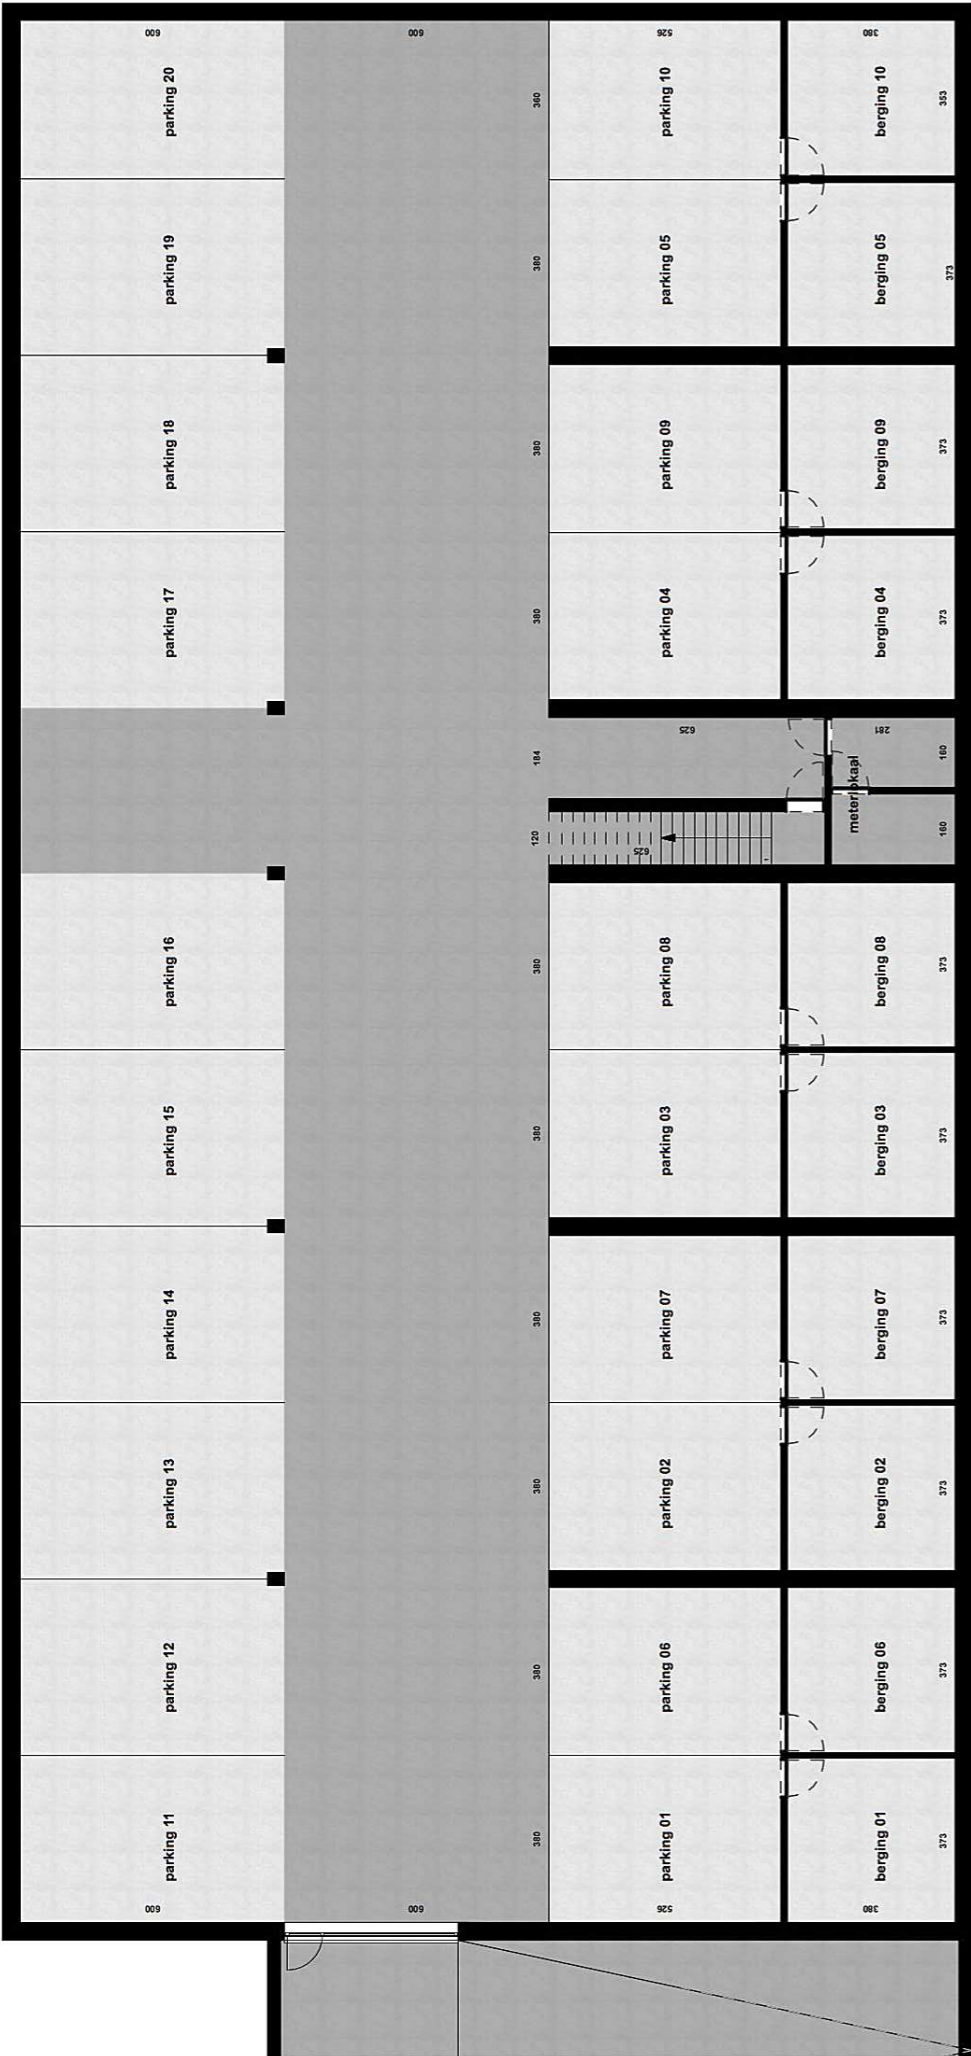 600
600
526
380
parking 20
360
parking 10
berging 10
353
parking 19
380
parking 05
berging 05
373
parking 18
380
parking 09
berging 09
373
parking 17
380
parking 04
berging 04
373
625
281
184
160
meterlokaal
120
625
160
parking 16
380
parking 08
berging 08
373
parking 15
380
parking 03
berging 03
373
parking 14
380
parking 07
berging 07
373
parking 13
380
parking 02
berging 02
373
parking 12
380
parking 06
berging 06
373
parking 11
380
parking 01
berging 01
373
600
600
526
380